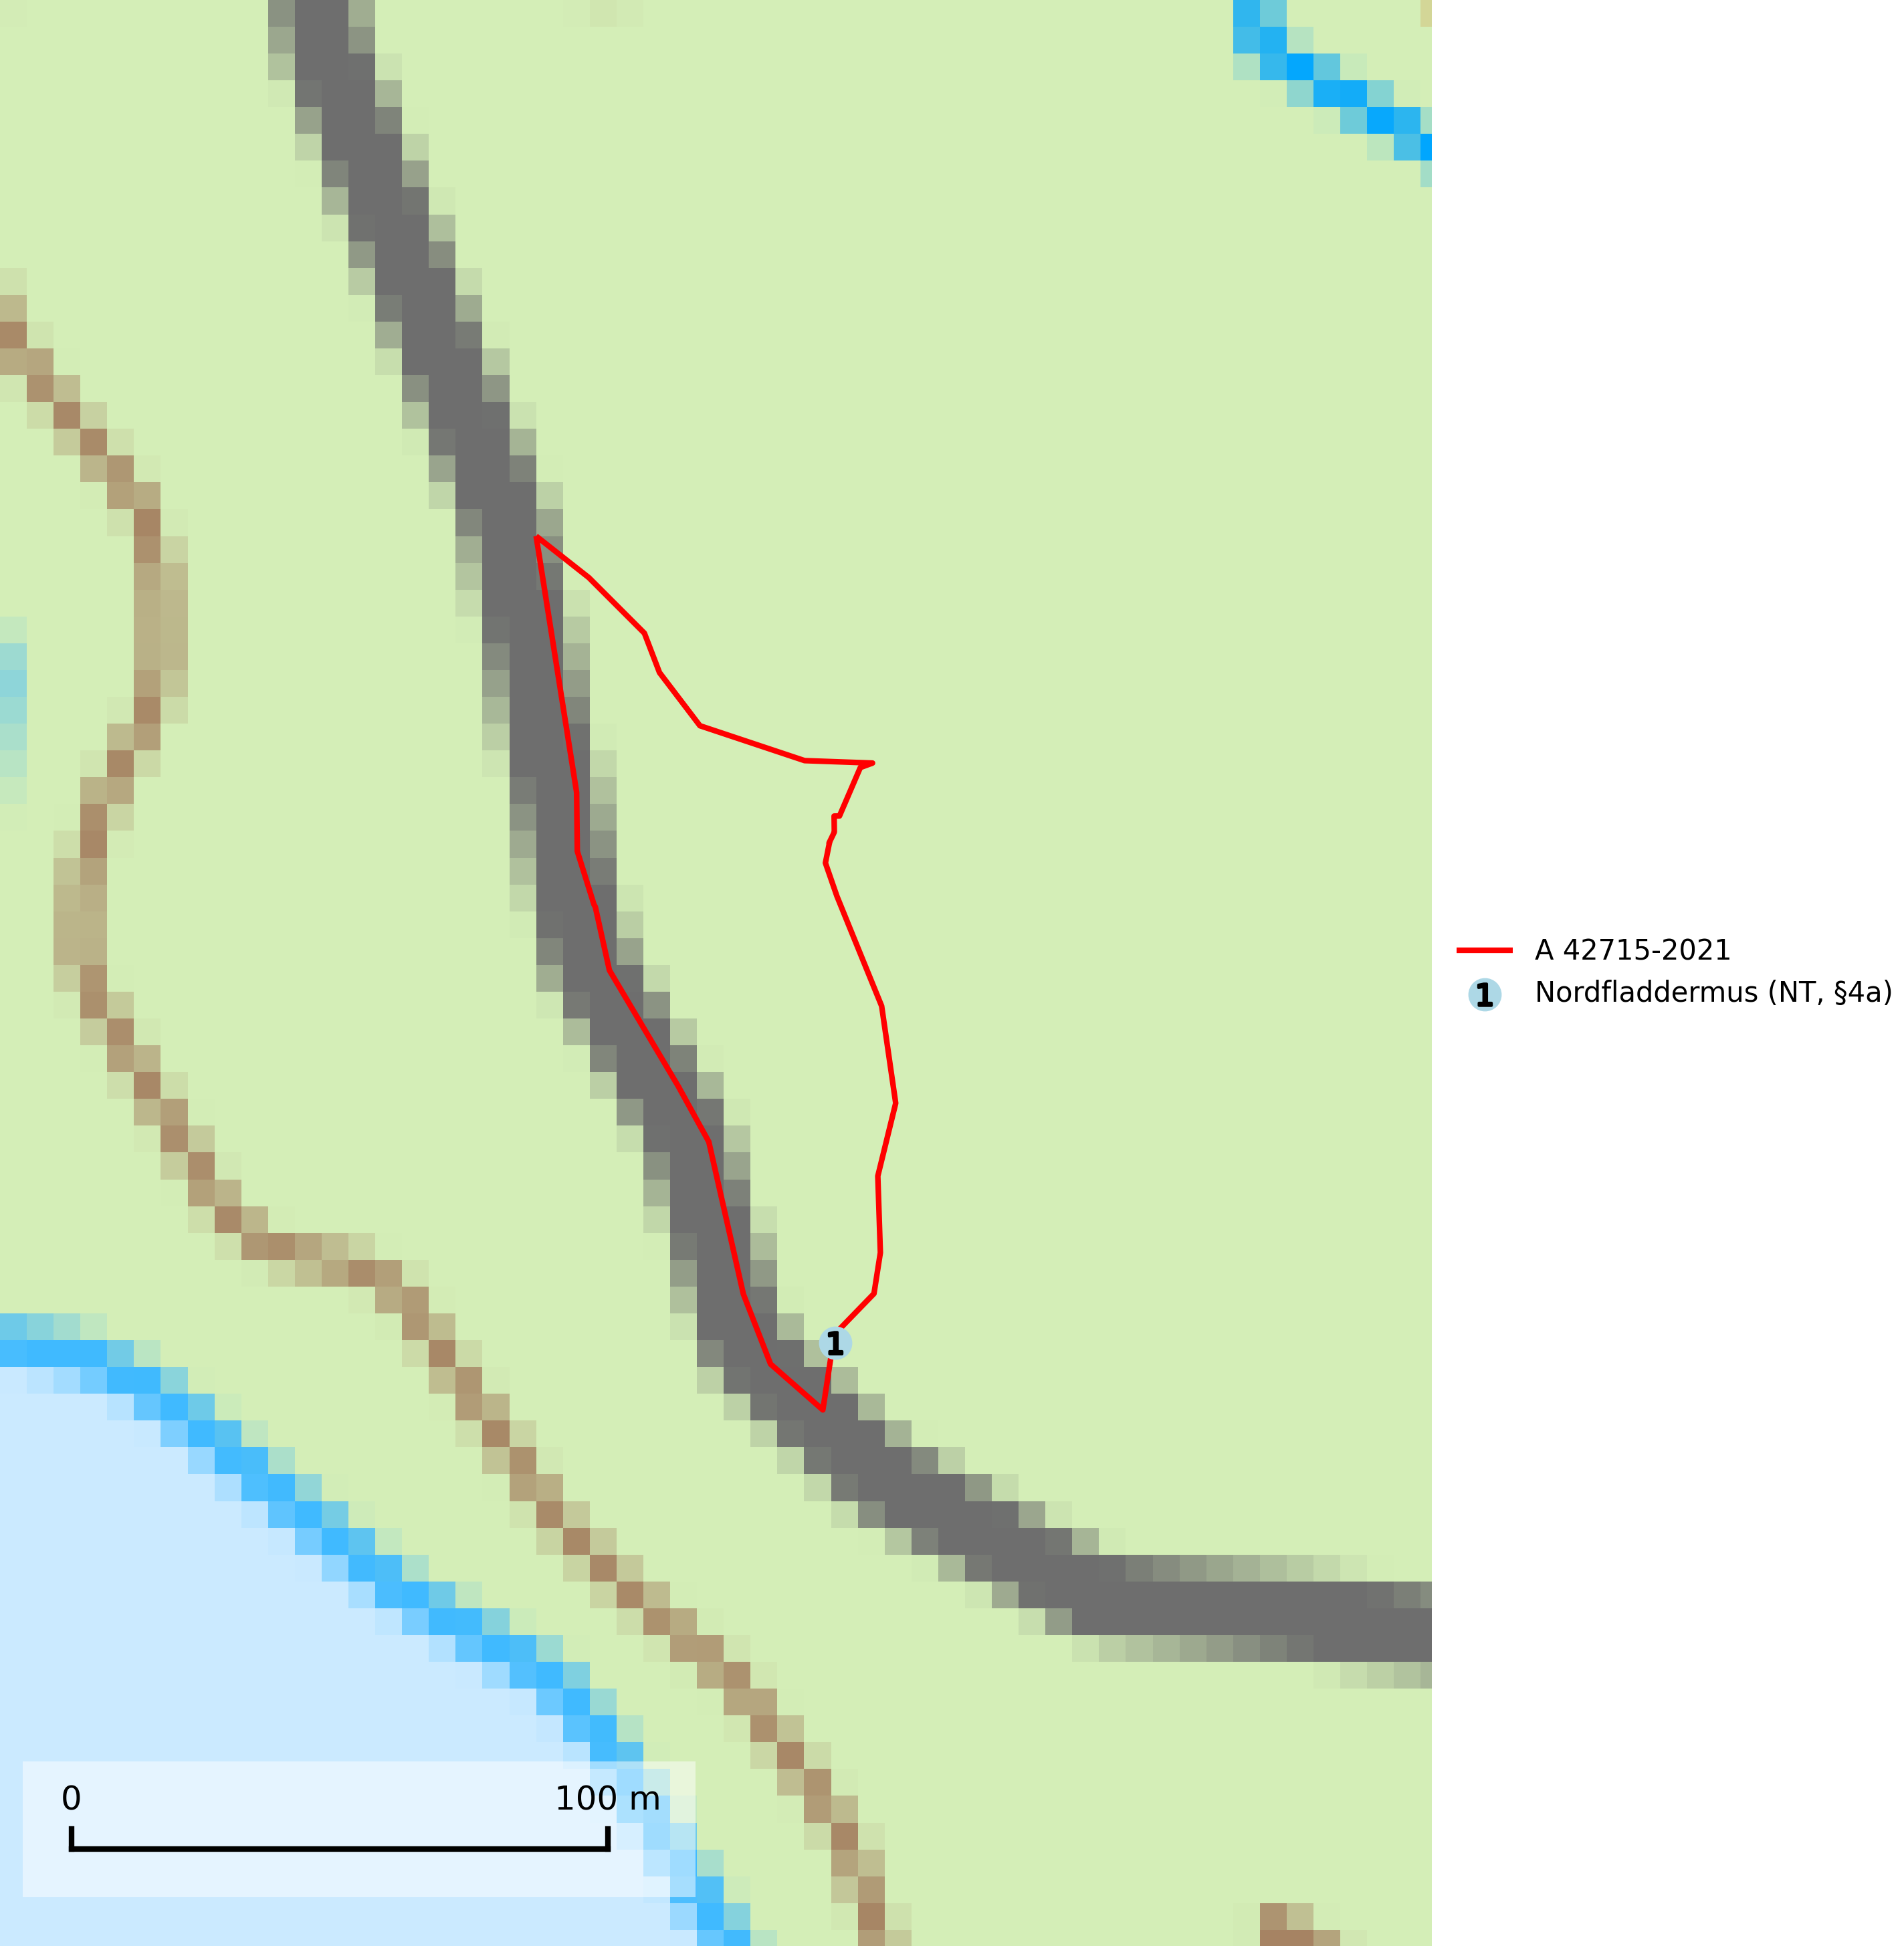 A 42715-2021
1 Nordfladdermus (NT, §4a)
1
0 100 m